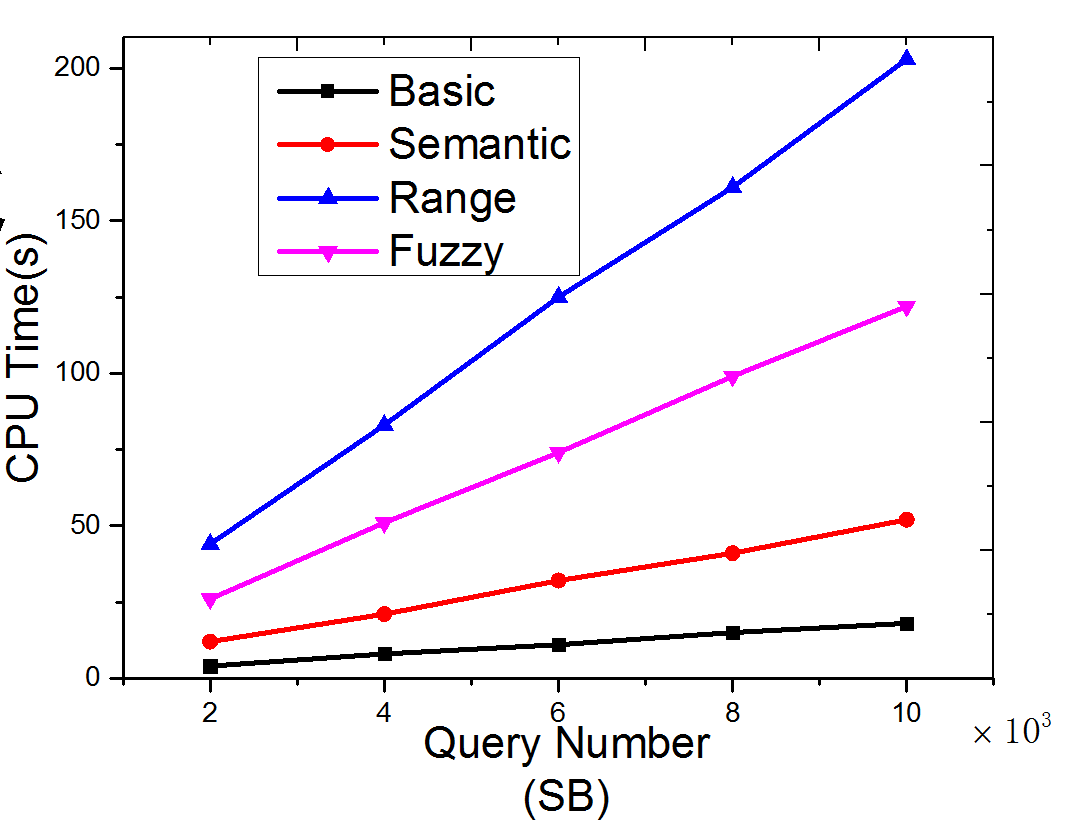 200
150
100
50
0
CPU Time(s)
Basic
Semantic
Range
Fuzzy
2 4 6 8 10
× 10³
Query Number
(SB)